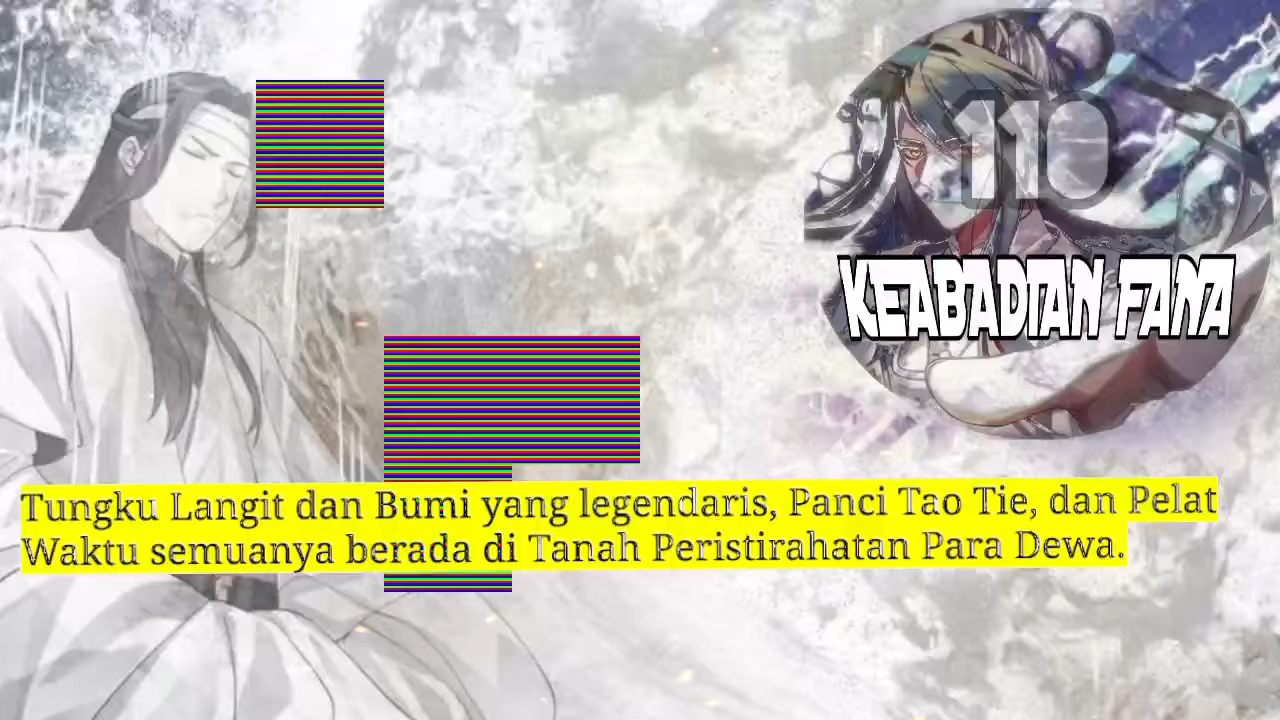 110
KEABADIAN FANA
Tungku Langit dan Bumi yang legendaris, Panci Tao Tie, dan Pelat
Waktu semuanya berada di Tanah Peristirahatan Para Dewa.